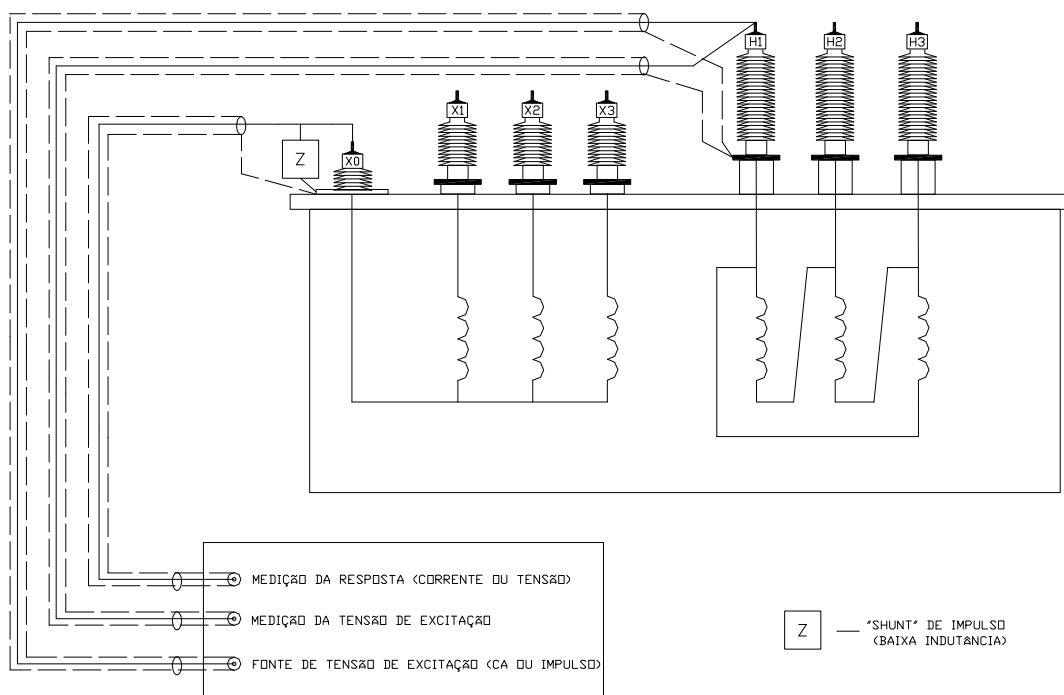 H1
H2
H3
X1
X2
X3
Z
X0
MEDIÇÃO DA RESPOSTA (CORRENTE OU TENSÃO)
MEDIÇÃO DA TENSÃO DE EXCITAÇÃO
FONTE DE TENSÃO DE EXCITAÇÃO (CA OU IMPULSO)
Z
"SHUNT" DE IMPULSO
(BAIXA INDUTÂNCIA)